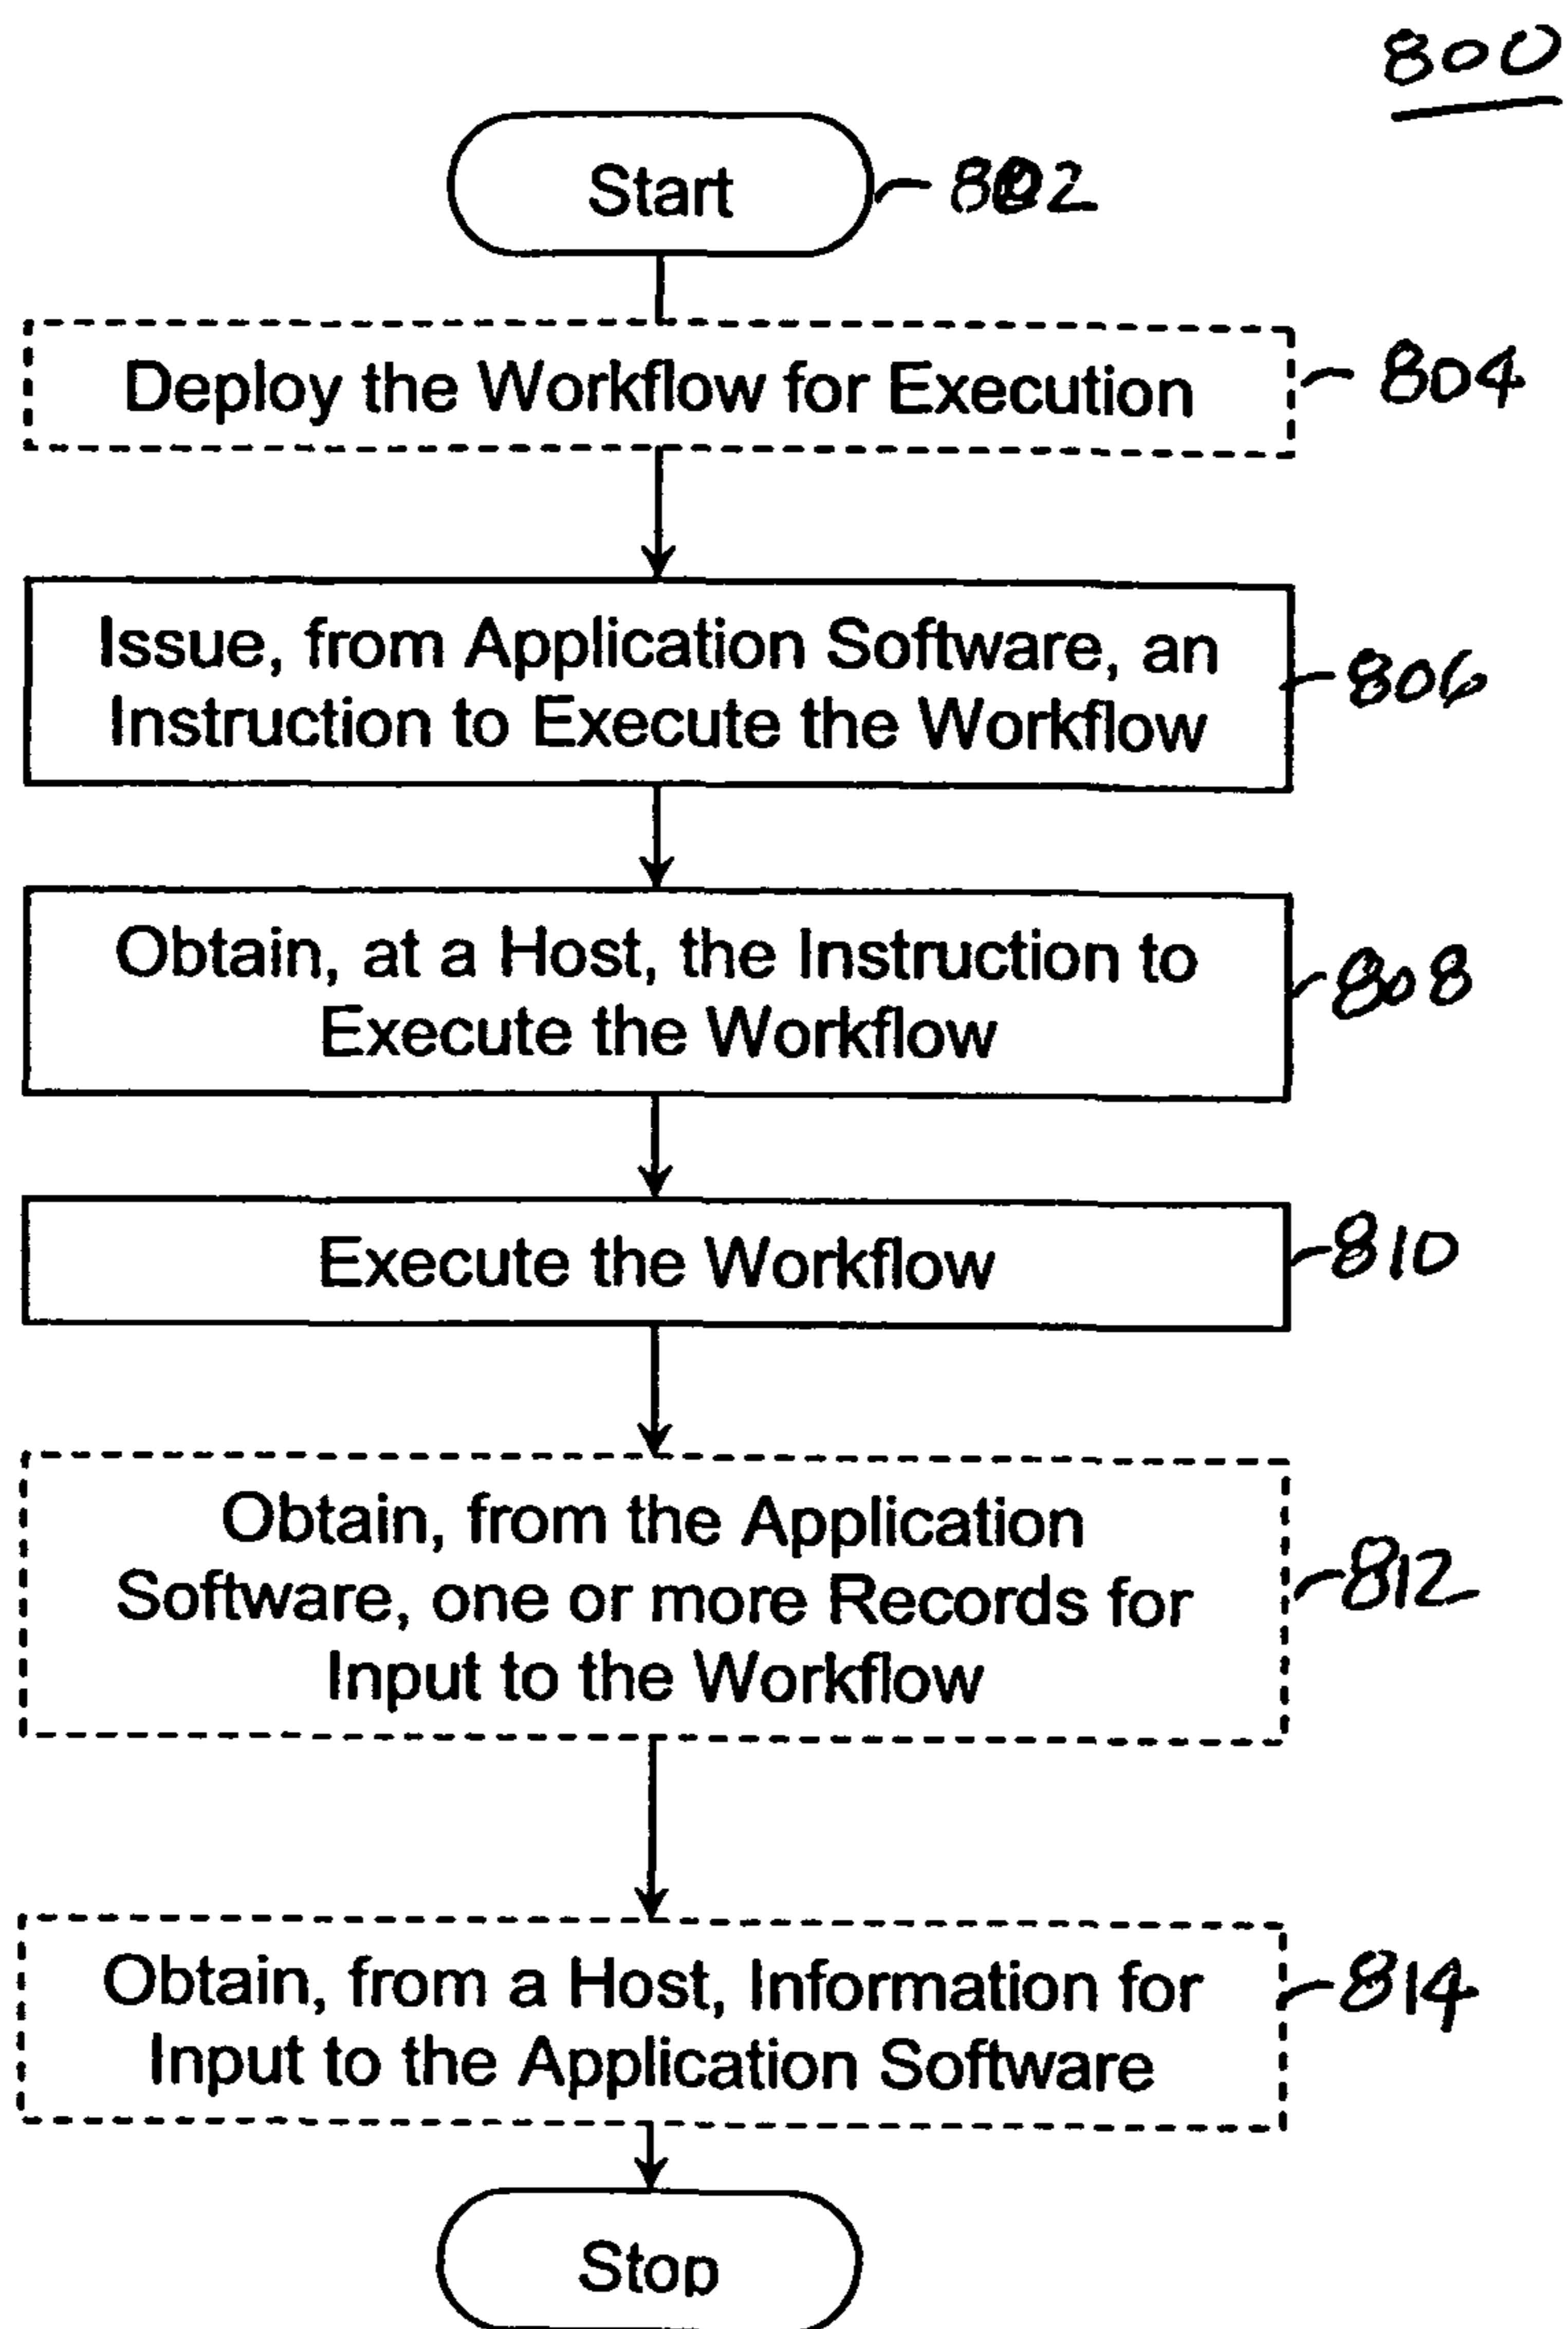 800
Start
802
Deploy the Workflow for Execution
804
Issue, from Application Software, an
Instruction to Execute the Workflow
806
Obtain, at a Host, the Instruction to
Execute the Workflow
808
Execute the Workflow
810
Obtain, from the Application
Software, one or more Records for
Input to the Workflow
812
Obtain, from a Host, Information for
Input to the Application Software
814
Stop